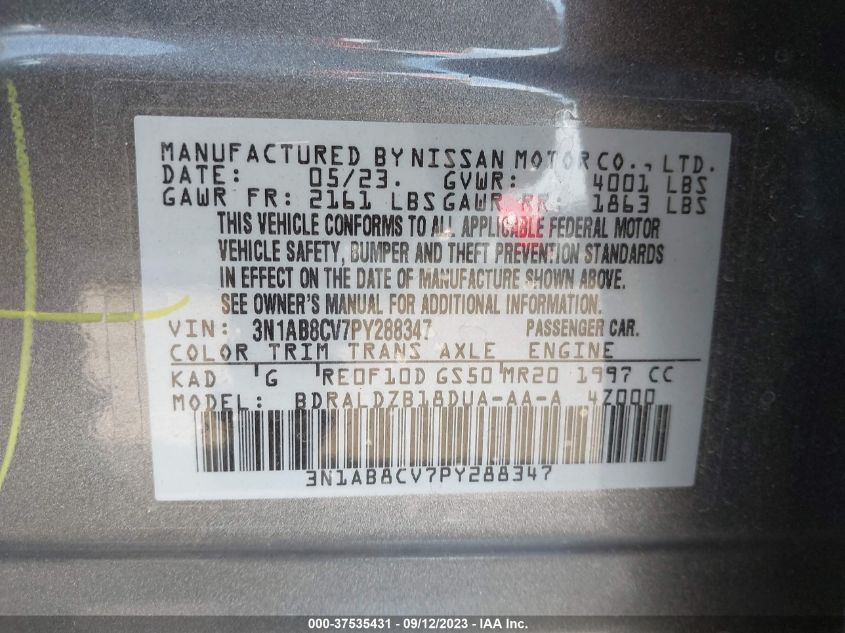 MANUFACTURED BY NISSAN MOTOR CO., LTD.
DATE: 05/23. GVWR: 4001 LBS
GAWR FR: 2161 LBS GAWR RR: 1863 LBS
THIS VEHICLE CONFORMS TO ALL APPLICABLE FEDERAL MOTOR
VEHICLE SAFETY, BUMPER AND THEFT PREVENTION STANDARDS
IN EFFECT ON THE DATE OF MANUFACTURE SHOWN ABOVE.
SEE OWNER'S MANUAL FOR ADDITIONAL INFORMATION.
VIN: 3N1AB8CV7PY288347 PASSENGER CAR.
COLOR TRIM TRANS AXLE ENGINE
KAD G RE0F10D GS50 MR20 1997 CC
MODEL: BDRALDZB18DUA-AA-A 4Z000
3N1AB8CV7PY288347
000-37535431 - 09/12/2023 - IAA Inc.